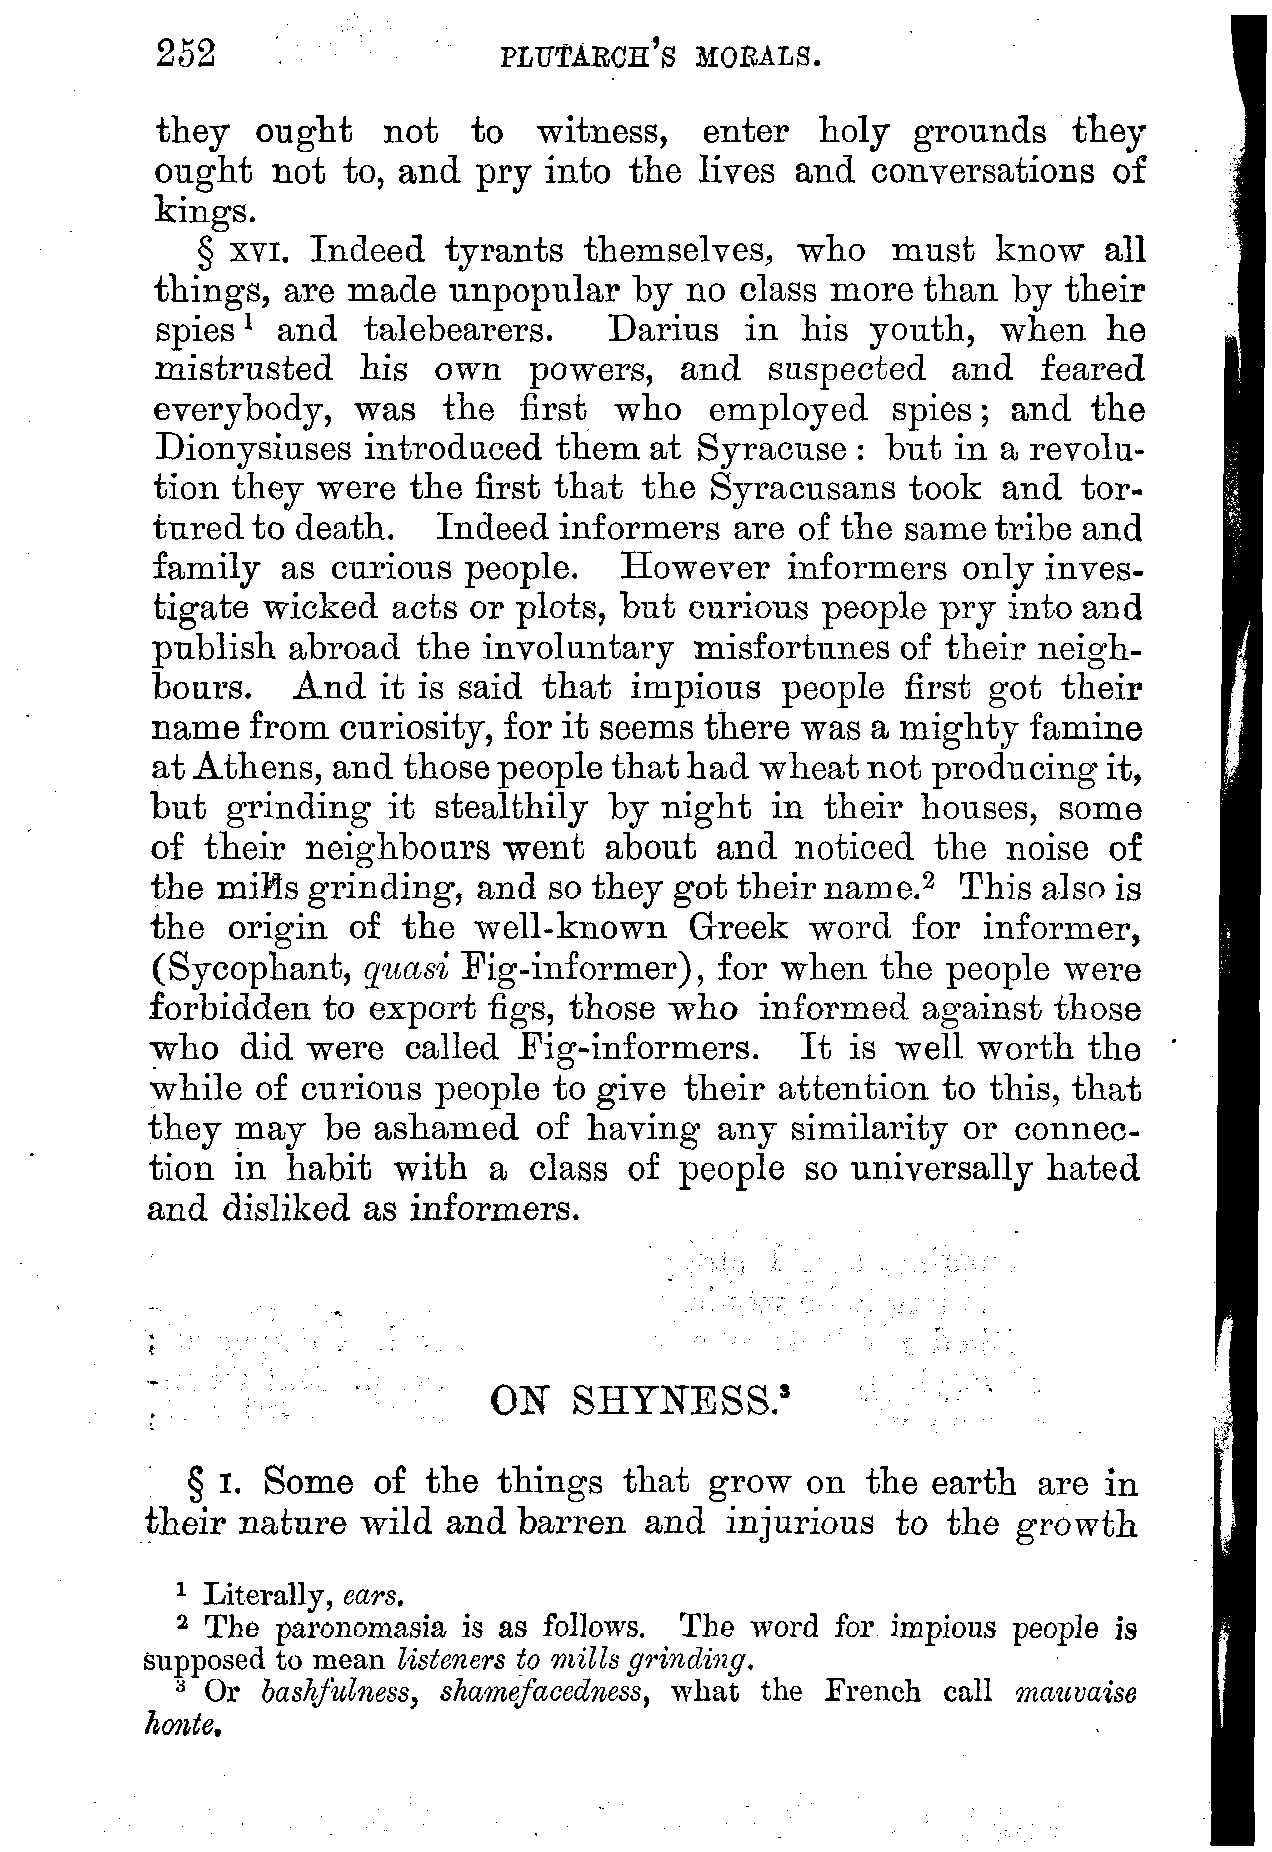 252 PLUTARCH'S MORALS.
they ought not to witness, enter holy grounds they
ought not to, and pry into the lives and conversations of
kings.
§ XVI. Indeed tyrants themselves, who must know all
things, are made unpopular by no class more than by their
spies ¹ and talebearers. Darius in his youth, when he
mistrusted his own powers, and suspected and feared
everybody, was the first who employed spies; and the
Dionysiuses introduced them at Syracuse: but in a revolu-
tion they were the first that the Syracusans took and tor-
tured to death. Indeed informers are of the same tribe and
family as curious people. However informers only inves-
tigate wicked acts or plots, but curious people pry into and
publish abroad the involuntary misfortunes of their neigh-
bours. And it is said that impious people first got their
name from curiosity, for it seems there was a mighty famine
at Athens, and those people that had wheat not producing it,
but grinding it stealthily by night in their houses, some
of their neighbours went about and noticed the noise of
the mills grinding, and so they got their name.² This also is
the origin of the well-known Greek word for informer,
(Sycophant, quasi Fig-informer), for when the people were
forbidden to export figs, those who informed against those
who did were called Fig-informers. It is well worth the
while of curious people to give their attention to this, that
they may be ashamed of having any similarity or connec-
tion in habit with a class of people so universally hated
and disliked as informers.
ON SHYNESS.³
§ I. Some of the things that grow on the earth are in
their nature wild and barren and injurious to the growth
¹ Literally, ears.
² The paronomasia is as follows. The word for impious people is
supposed to mean listeners to mills grinding.
³ Or bashfulness, shamefacedness, what the French call mauvaise
honte.